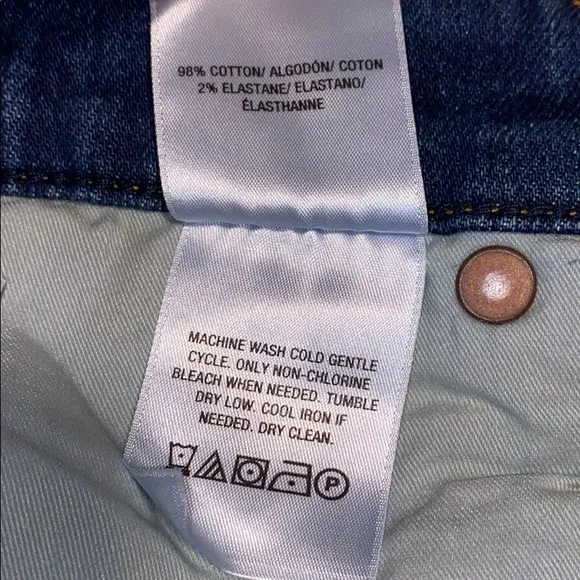 98% COTTON/ ALGODÓN/ COTON
2% ELASTANE/ ELASTANO/
ÉLASTHANNE
MACHINE WASH COLD GENTLE
CYCLE. ONLY NON-CHLORINE
BLEACH WHEN NEEDED. TUMBLE
DRY LOW. COOL IRON IF
NEEDED. DRY CLEAN.
P